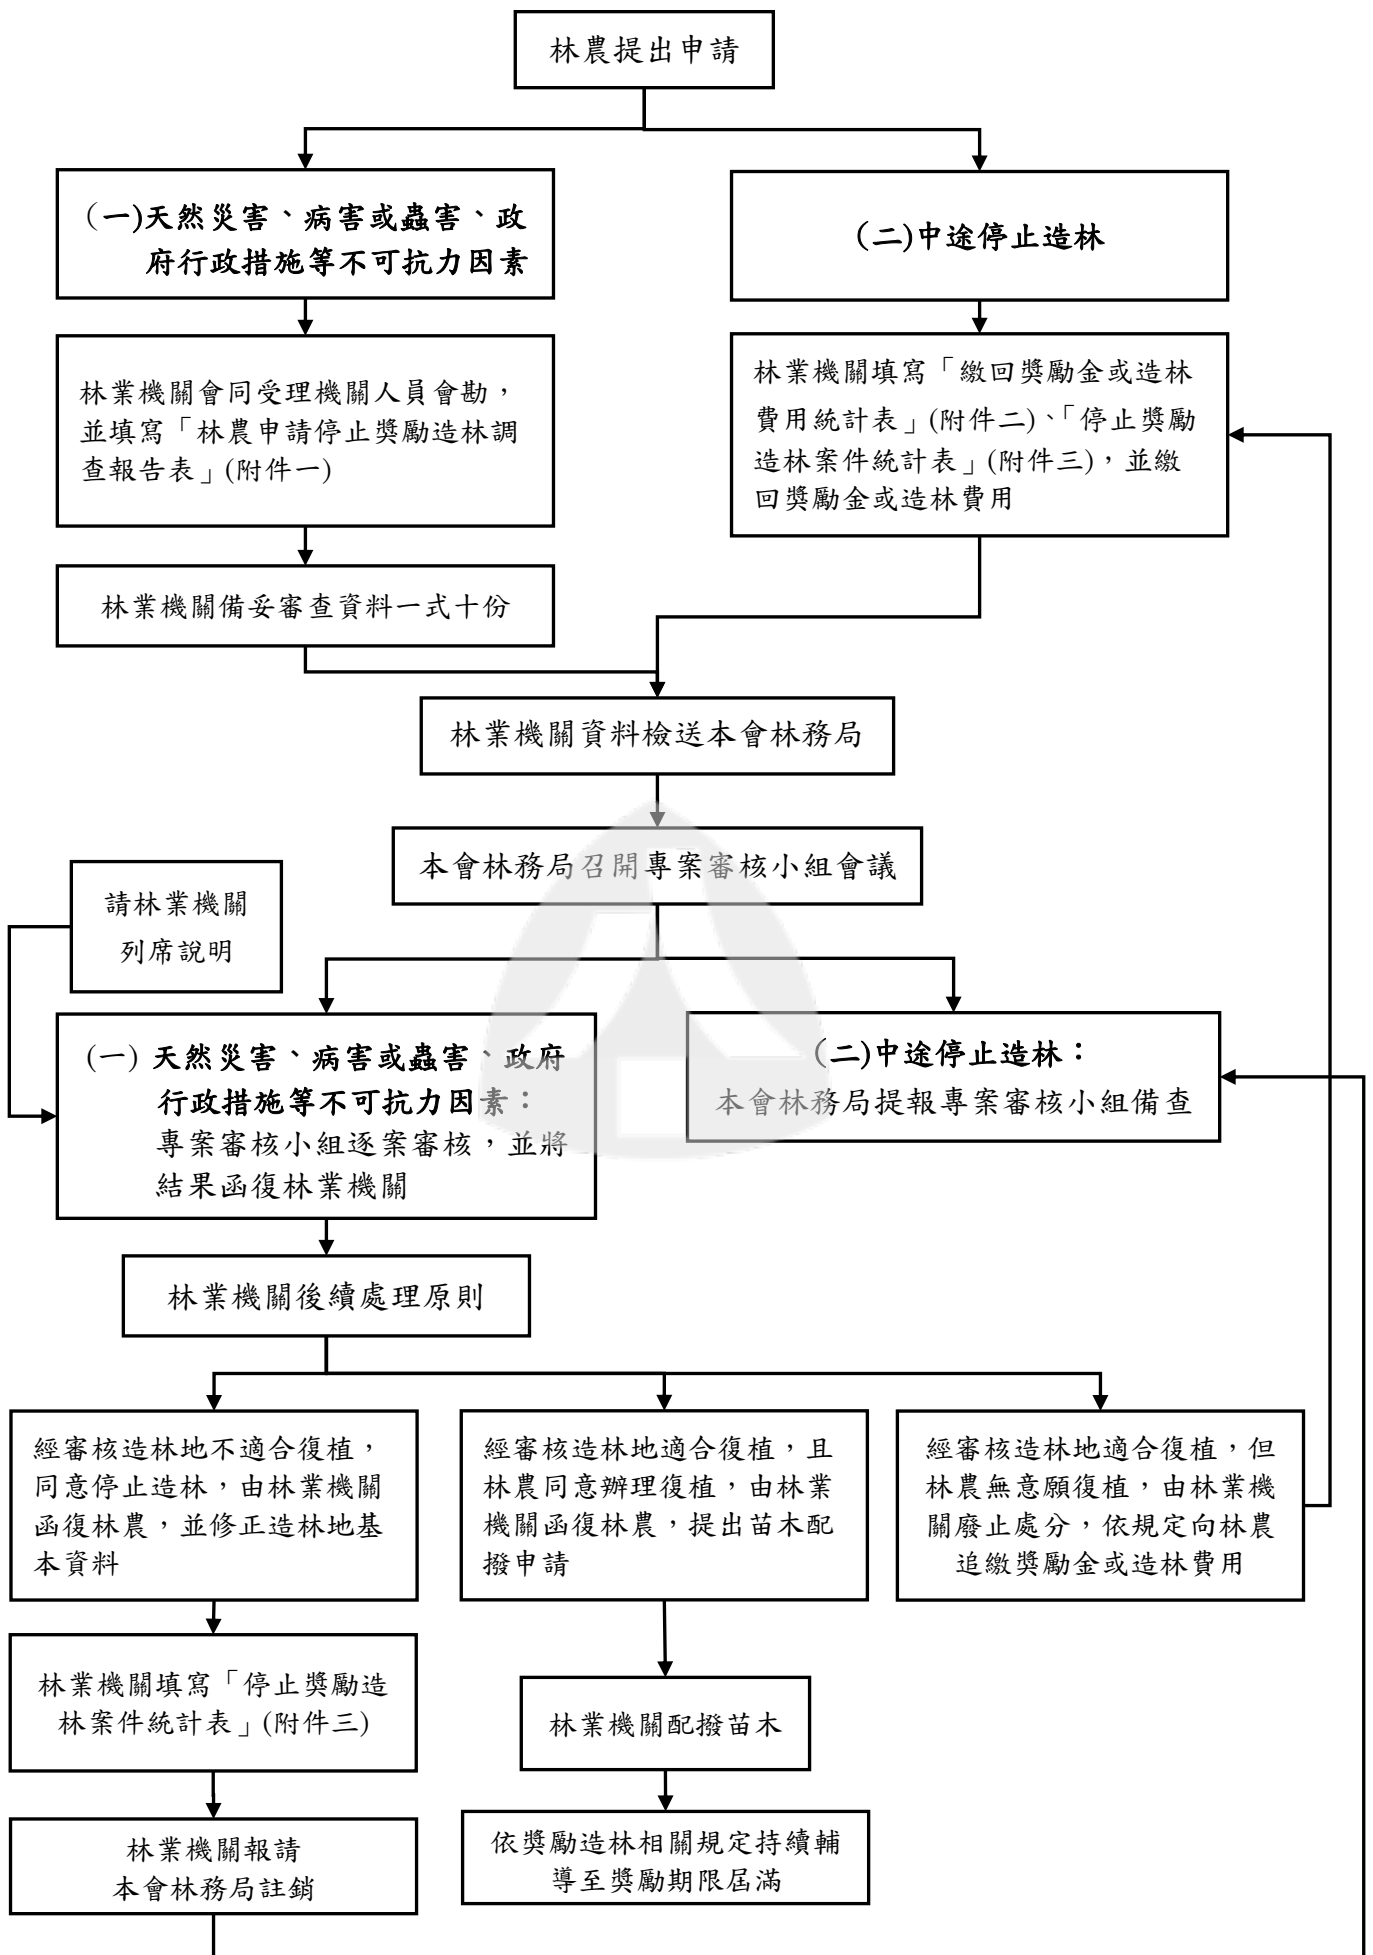 林農提出申請
(一)天然災害、病害或蟲害、政
府行政措施等不可抗力因素
(二)中途停止造林
林業機關會同受理機關人員會勘，
並填寫「林農申請停止獎勵造林調
查報告表」(附件一)
林業機關填寫「繳回獎勵金或造林
費用統計表」(附件二)、「停止獎勵
造林案件統計表」(附件三)，並繳
回獎勵金或造林費用
林業機關備妥審查資料一式十份
林業機關資料檢送本會林務局
本會林務局召開專案審核小組會議
請林業機關
列席說明
(一) 天然災害、病害或蟲害、政府
行政措施等不可抗力因素：
專案審核小組逐案審核，並將
結果函復林業機關
(二)中途停止造林：
本會林務局提報專案審核小組備查
林業機關後續處理原則
經審核造林地不適合復植，
同意停止造林，由林業機關
函復林農，並修正造林地基
本資料
經審核造林地適合復植，且
林農同意辦理復植，由林業
機關函復林農，提出苗木配
撥申請
經審核造林地適合復植，但
林農無意願復植，由林業機
關廢止處分，依規定向林農
追繳獎勵金或造林費用
林業機關填寫「停止獎勵造
林案件統計表」(附件三)
林業機關配撥苗木
林業機關報請
本會林務局註銷
依獎勵造林相關規定持續輔
導至獎勵期限屆滿